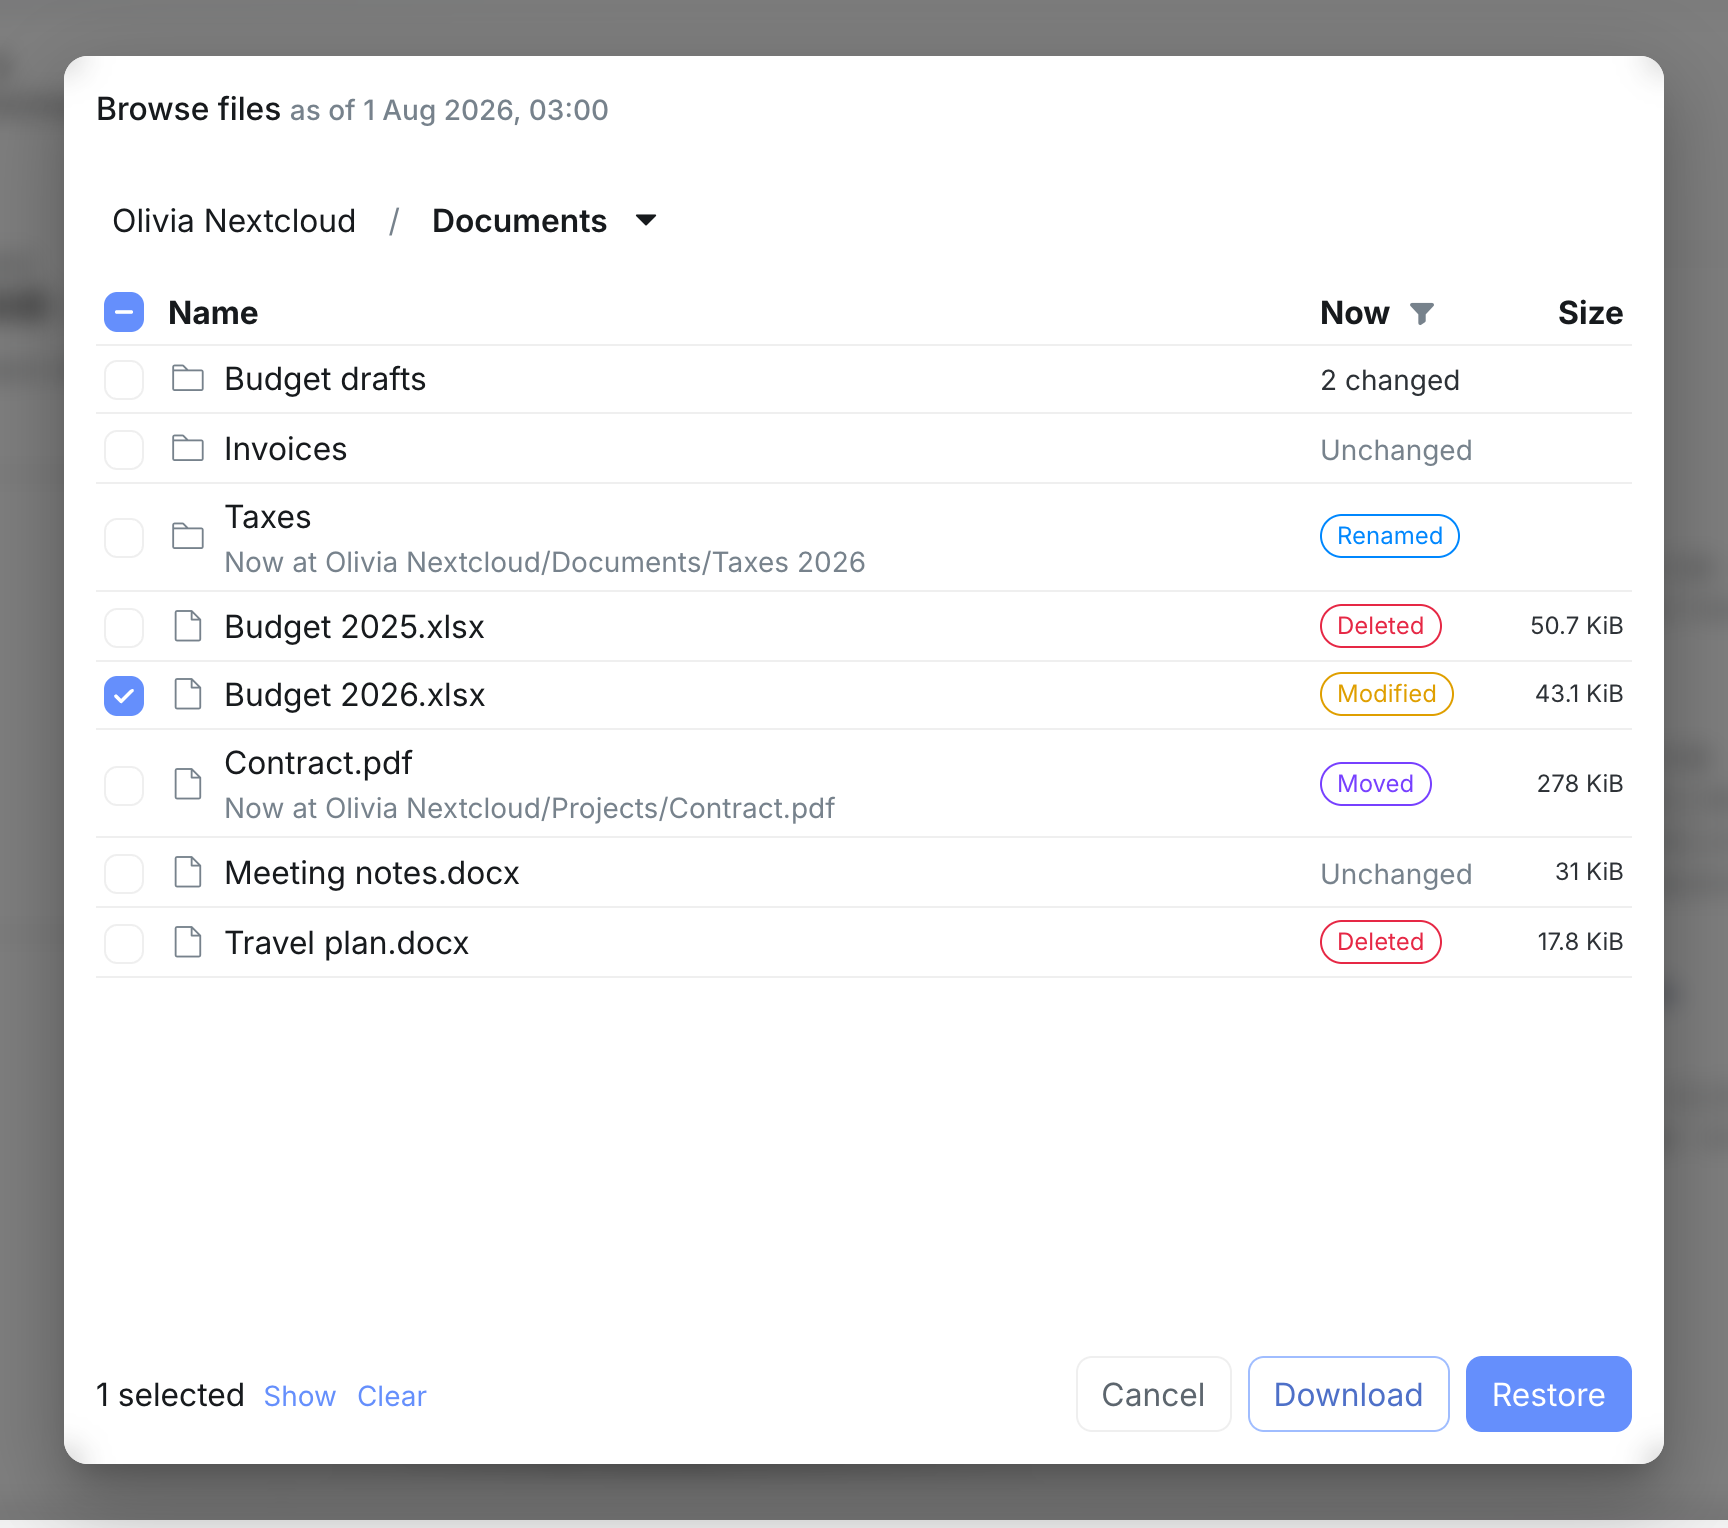 Browse files as of 1 Aug 2026, 03:00
Olivia Nextcloud / Documents
Name Now Size
Budget drafts 2 changed
Invoices Unchanged
Taxes
Now at Olivia Nextcloud/Documents/Taxes 2026
Renamed
Budget 2025.xlsx Deleted 50.7 KiB
Budget 2026.xlsx Modified 43.1 KiB
Contract.pdf
Now at Olivia Nextcloud/Projects/Contract.pdf
Moved 278 KiB
Meeting notes.docx Unchanged 31 KiB
Travel plan.docx Deleted 17.8 KiB
1 selected Show Clear Cancel Download Restore